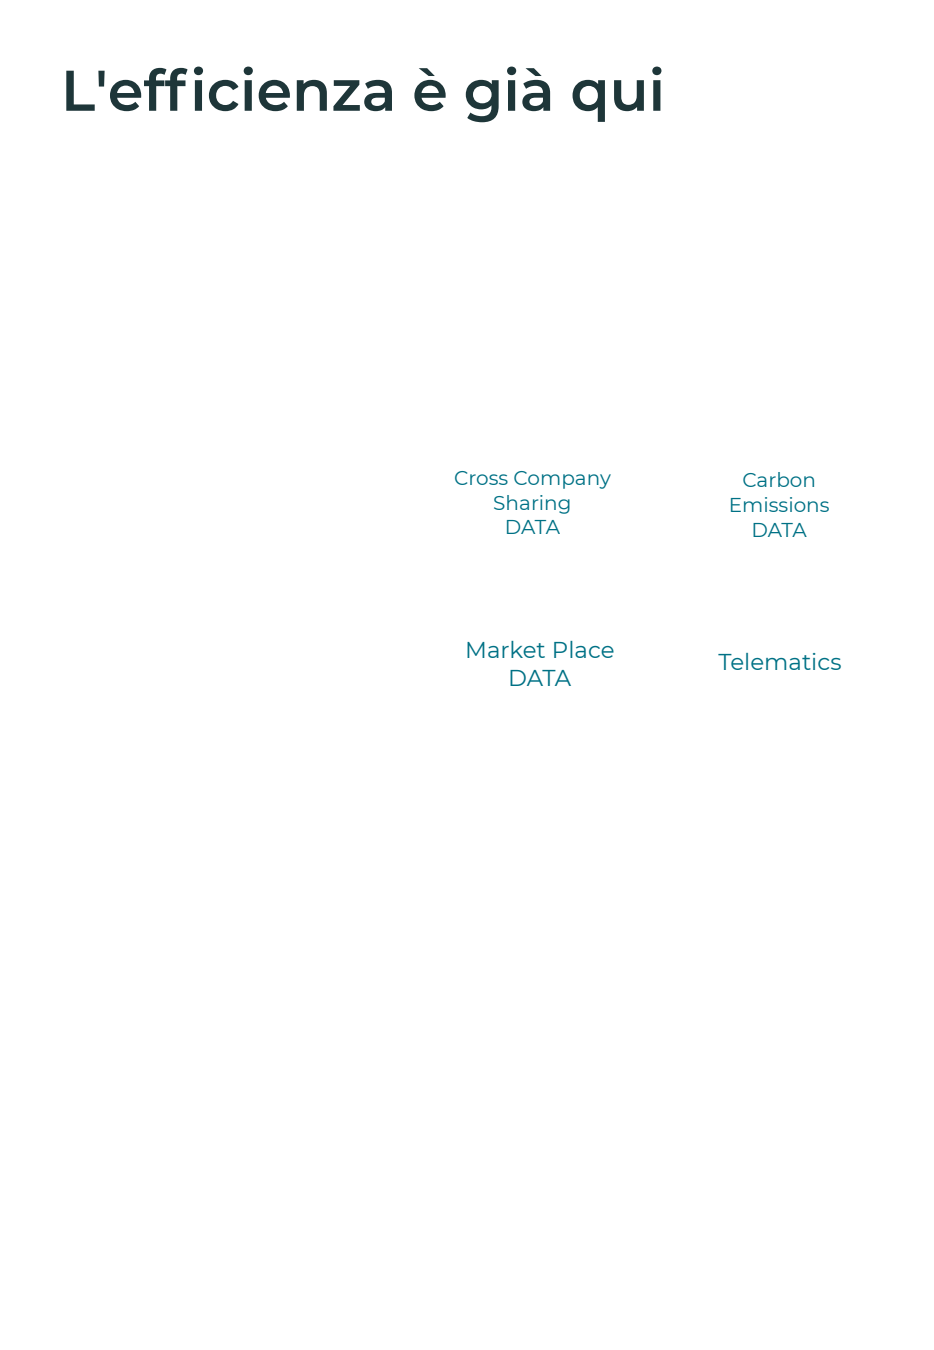 L'efficienza è già qui
Cross Company
Sharing
DATA
Carbon
Emissions
DATA
Market Place
DATA
Telematics